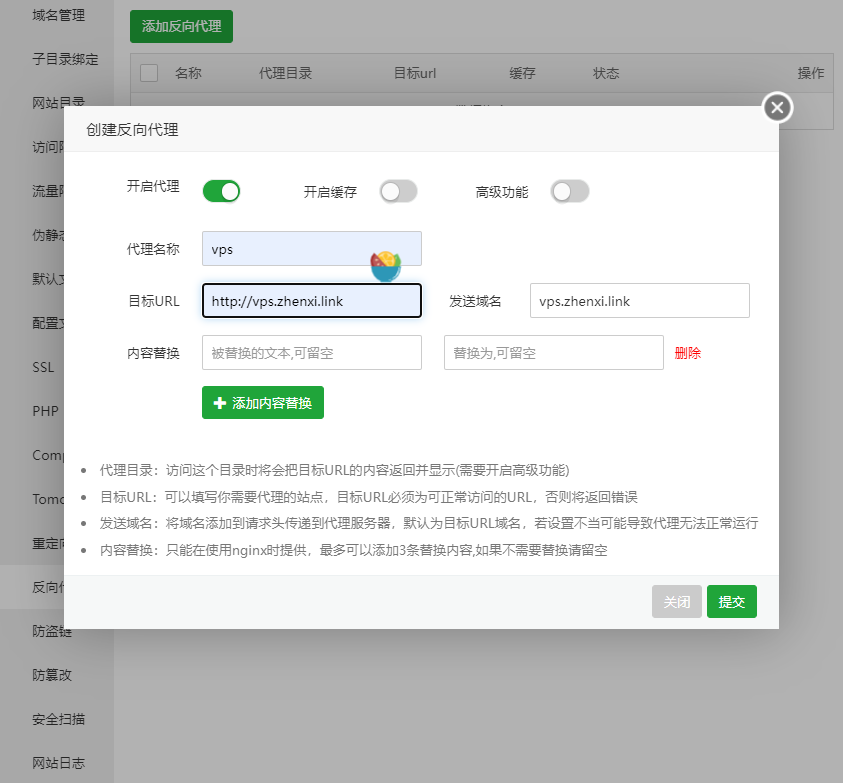 域名管理
添加反向代理
子目录绑定
名称 代理目录 目标url 缓存 状态 操作
网站目录
创建反向代理
访问
流量
开启代理 开启缓存 高级功能
伪静
代理名称 vps
默认
目标URL http://vps.zhenxi.link 发送域名 vps.zhenxi.link
配置
内容替换 被替换的文本,可留空 替换为,可留空 删除
SSL
添加内容替换
PHP
Comp
代理目录：访问这个目录时将会把目标URL的内容返回并显示(需要开启高级功能)
Tomc
目标URL：可以填写你需要代理的站点，目标URL必须为可正常访问的URL，否则将返回错误
发送域名：将域名添加到请求头传递到代理服务器，默认为目标URL域名，若设置不当可能导致代理无法正常运行
重定
内容替换：只能在使用nginx时提供，最多可以添加3条替换内容,如果不需要替换请留空
反向
关闭 提交
防盗链
防篡改
安全扫描
网站日志